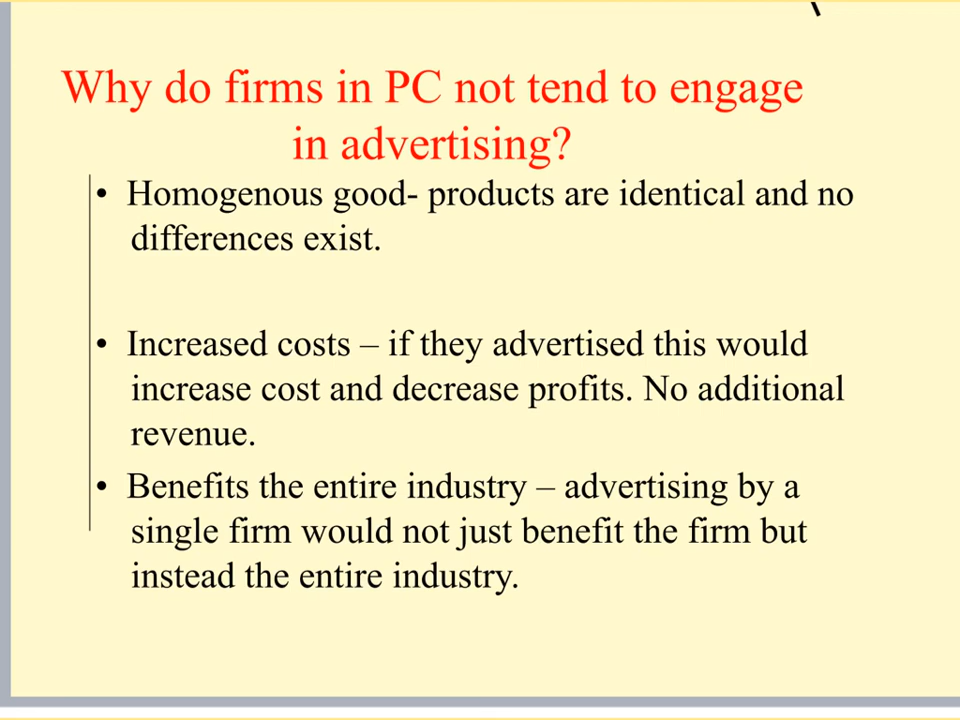 Why do firms in PC not tend to engage
in advertising?
• Homogenous good- products are identical and no
differences exist.
• Increased costs – if they advertised this would
increase cost and decrease profits. No additional
revenue.
• Benefits the entire industry – advertising by a
single firm would not just benefit the firm but
instead the entire industry.